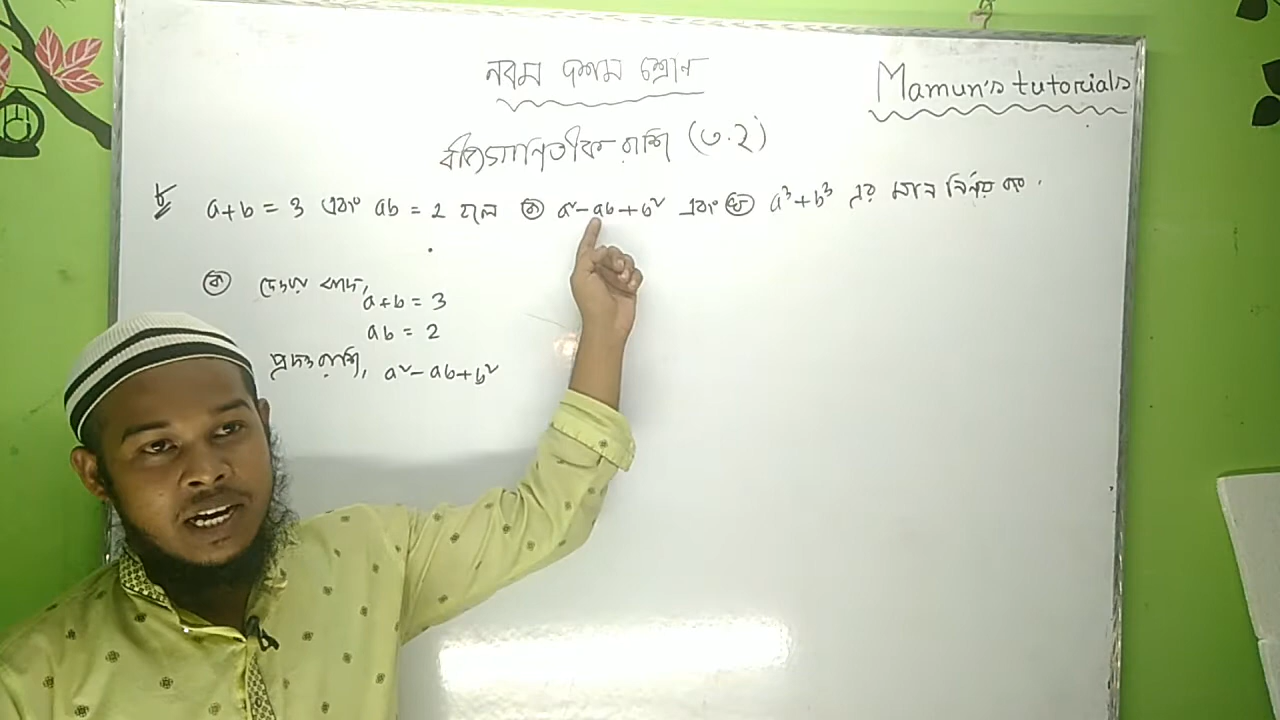 নবম দশম শ্রেণি
Mamun's tutorials
বীজগাণিতীক রাশি (৩.২)
৮ a+b = 3 এবং ab = 2 হলে (ক) a²-ab+b² এবং (খ) a³+b³ এর মান নির্ণয় কর.
(ক) দেওয়া আছে,
a+b = 3
ab = 2
প্রদত্ত রাশি, a²-ab+b²